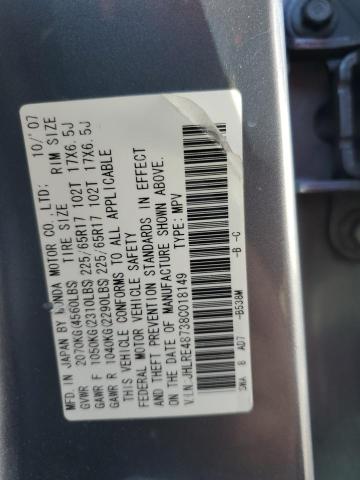 MFD.IN JAPAN BY HONDA MOTOR CO.,LTD: 10/'07
TIRE SIZE RIM SIZE
GVWR 2070KG(4560LBS)
GAWR F 1050KG(2310LBS) 225/65R17 102T 17X6.5J
GAWR R 1040KG(2290LBS) 225/65R17 102T 17X6.5J
THIS VEHICLE CONFORMS TO ALL APPLICABLE
FEDERAL MOTOR VEHICLE SAFETY
AND THEFT PREVENTION STANDARDS IN EFFECT
ON THE DATE OF MANUFACTURE SHOWN ABOVE.
V.I.N:JHLRE48738C018149 TYPE: MPV
SWA 8 AD7 -B538M -B -C